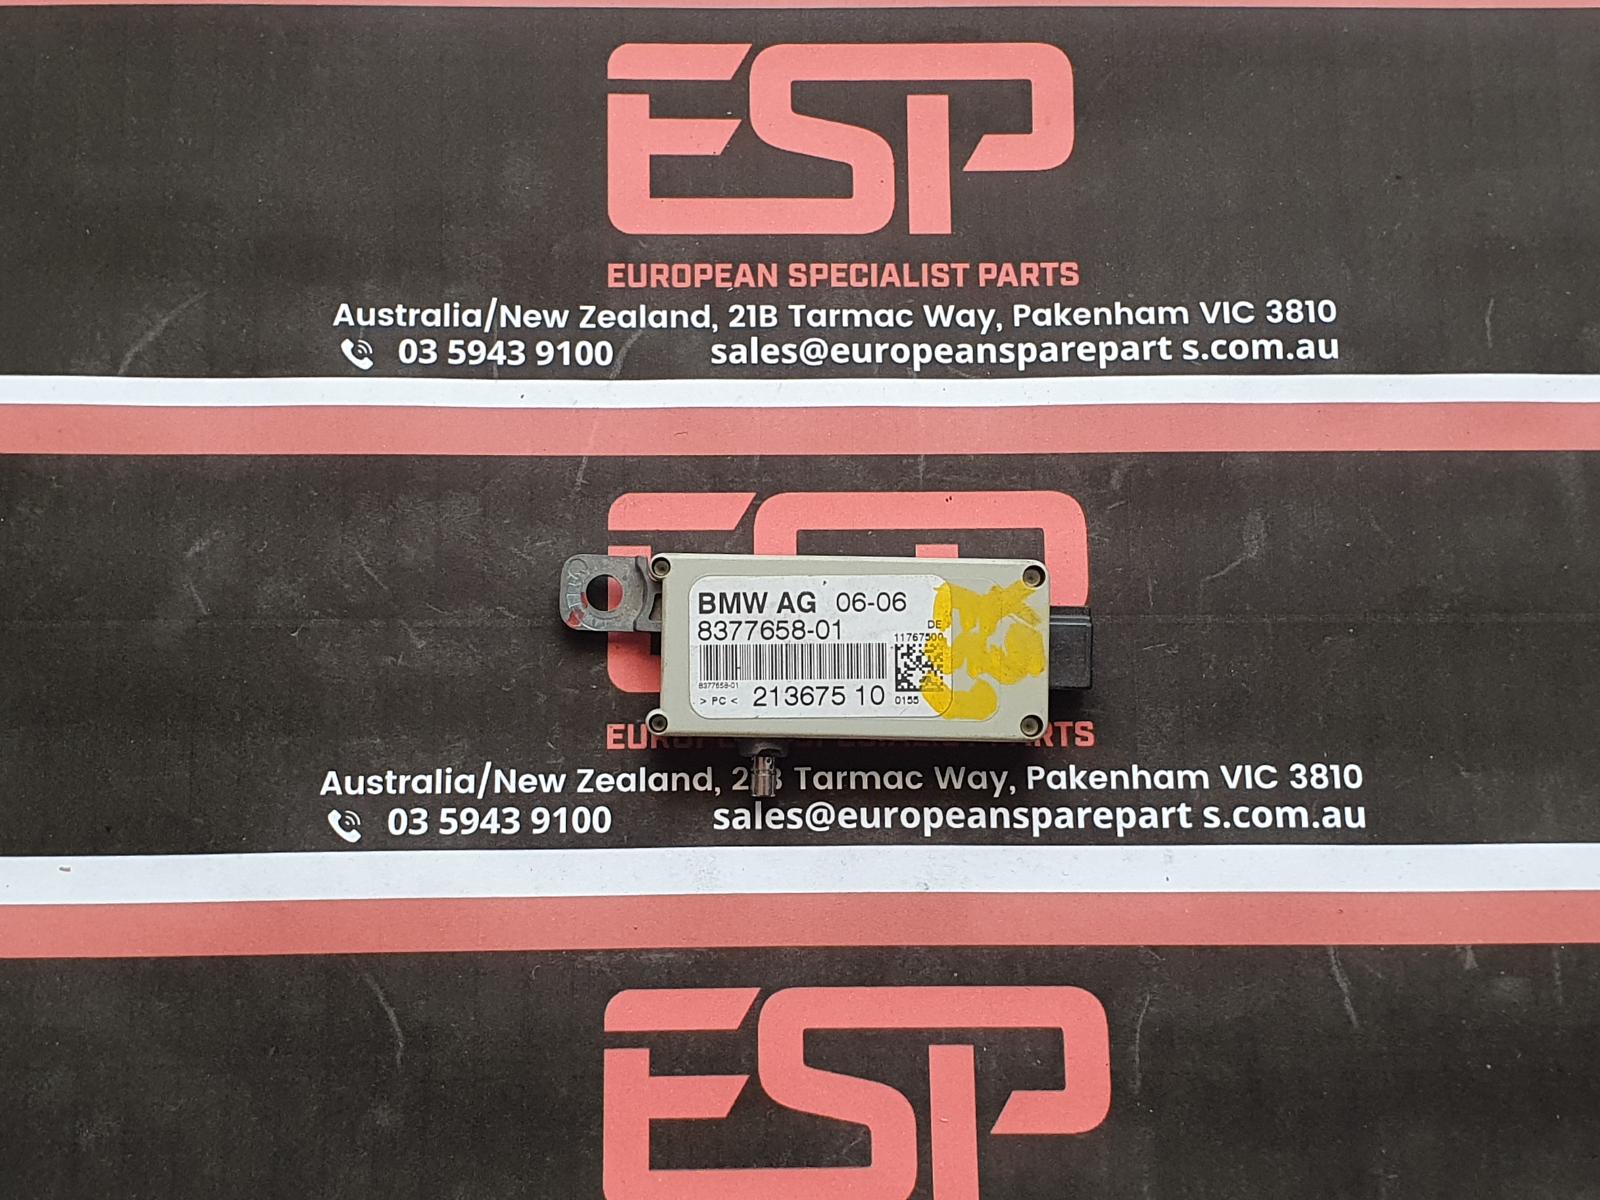 ESP
EUROPEAN SPECIALIST PARTS
Australia/New Zealand, 21B Tarmac Way, Pakenham VIC 3810
03 5943 9100 sales@europeansparepart s.com.au
BMW AG 06-06
8377658-01
DE
11767500
8377658-01
> PC < 213675 10 0155
Australia/New Zealand, Tarmac Way, Pakenham VIC 3810
03 5943 9100 sales@europeansparepart s.com.au
ESP